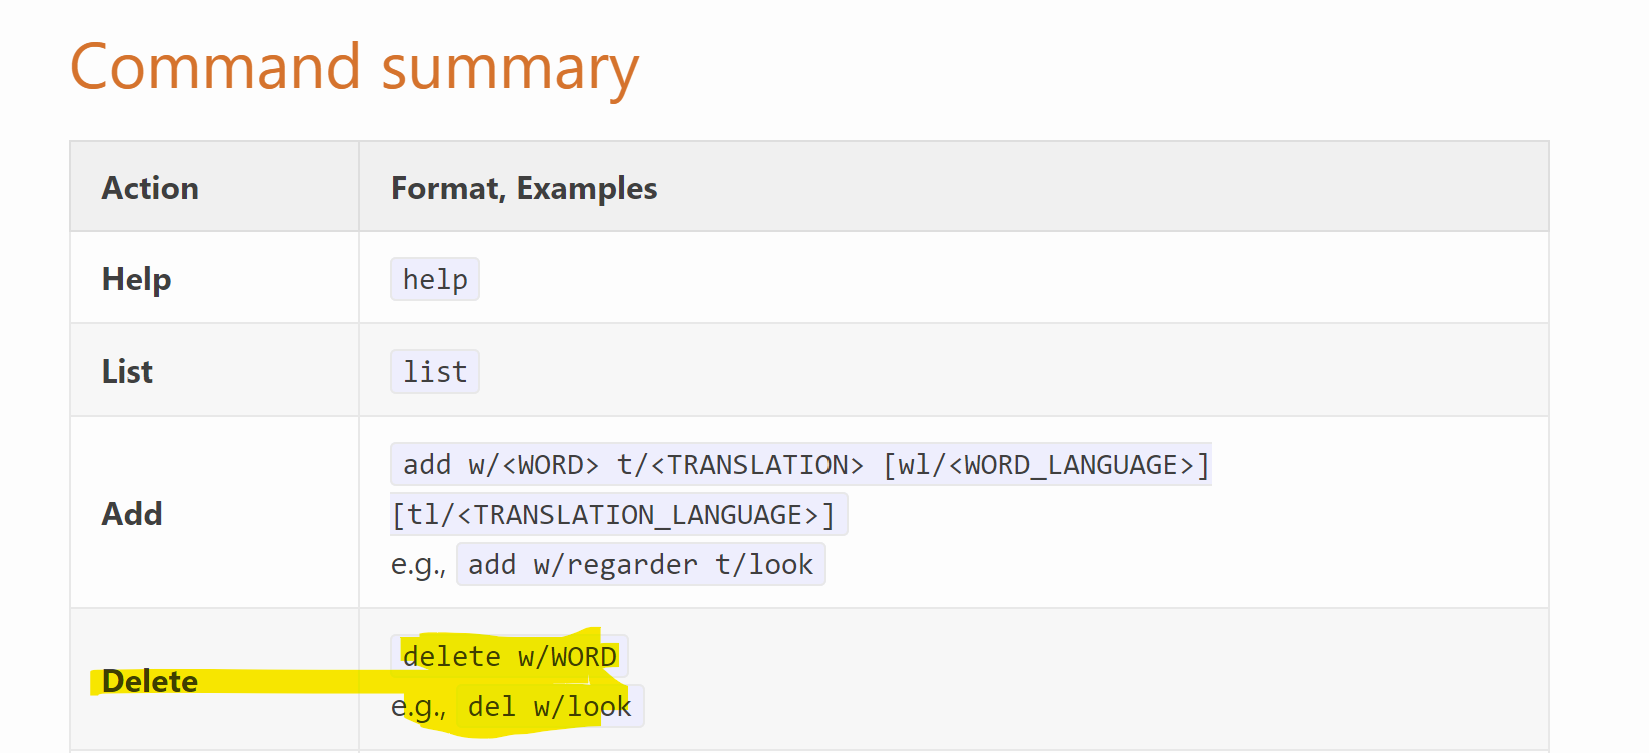 Command summary
Action Format, Examples
Help help
List list
Add add w/<WORD> t/<TRANSLATION> [wl/<WORD_LANGUAGE>]
[tl/<TRANSLATION_LANGUAGE>]
e.g., add w/regarder t/look
Delete delete w/WORD
e.g., del w/look